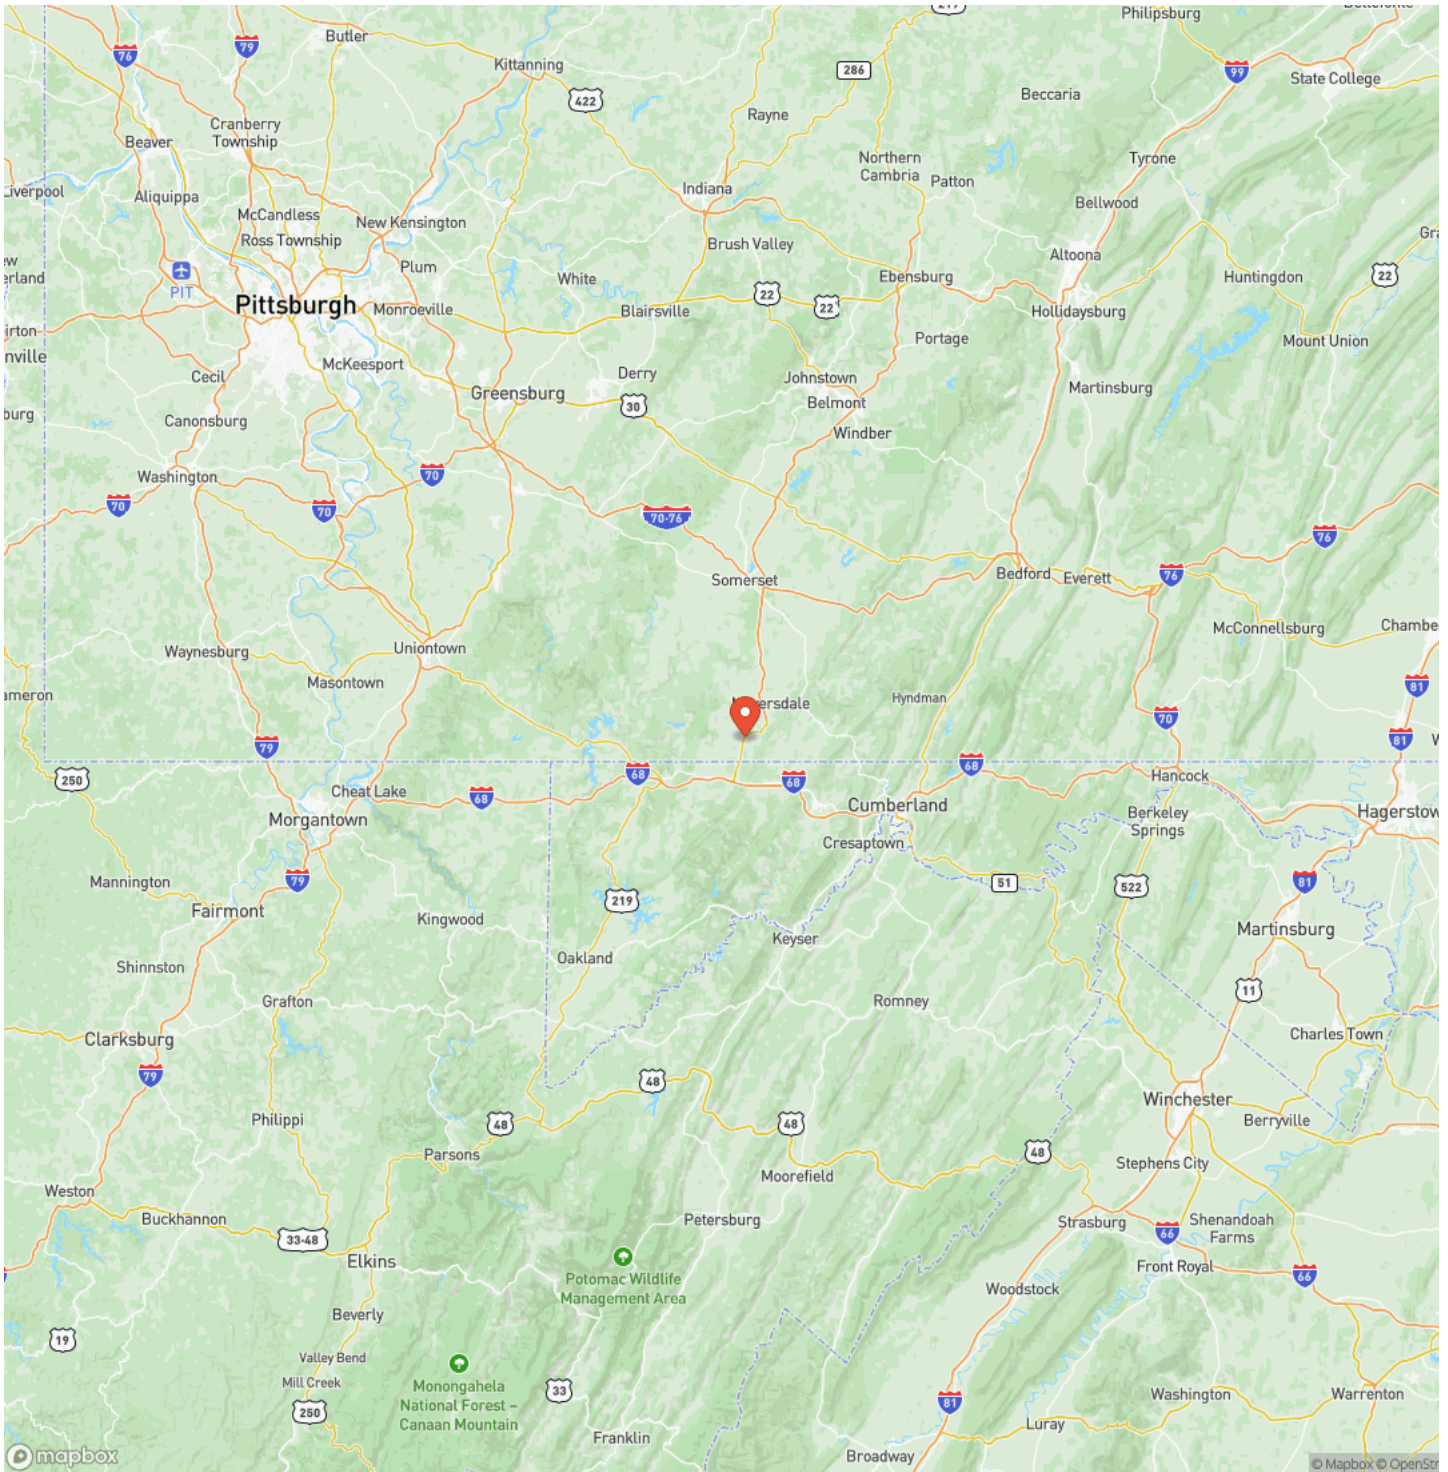 Philipsburg
76
79
Butler
Kittanning
286
99
State College
422
Beccaria
Rayne
Cranberry
Township
Beaver
Northern
Cambria
Tyrone
Liverpool
Aliquippa
Indiana
Patton
Bellwood
McCandless
New Kensington
Ross Township
Brush Valley
Altoona
Plum
White
Ebensburg
Huntingdon
22
PIT
22
22
Pittsburgh
Monroeville
Blairsville
Hollidaysburg
Portage
Mount Union
McKeesport
Cecil
Derry
Johnstown
Martinsburg
Greensburg
30
Belmont
Canonsburg
Windber
Washington
70
70
70
70-76
76
Somerset
Bedford
Everett
76
McConnellsburg
Uniontown
Waynesburg
Masontown
Hyndman
81
79
70
81
250
68
68
68
Hancock
Cheat Lake
68
Cumberland
Morgantown
Berkeley
Springs
Cresaptown
Mannington
79
51
522
81
219
Fairmont
Kingwood
Keyser
Martinsburg
Oakland
Shinnston
Grafton
Romney
11
Clarksburg
Charles Town
79
48
Winchester
Philippi
48
48
Berryville
Parsons
48
Stephens City
Moorefield
Weston
Buckhannon
Petersburg
Strasburg
Shenandoah
Farms
33-48
66
Elkins
Front Royal
66
Potomac Wildlife
Management Area
Woodstock
Beverly
19
Valley Bend
Mill Creek
Monongahela
National Forest –
Canaan Mountain
33
Washington
Warrenton
250
81
Luray
Franklin
Broadway
mapbox
© Mapbox © OpenStr